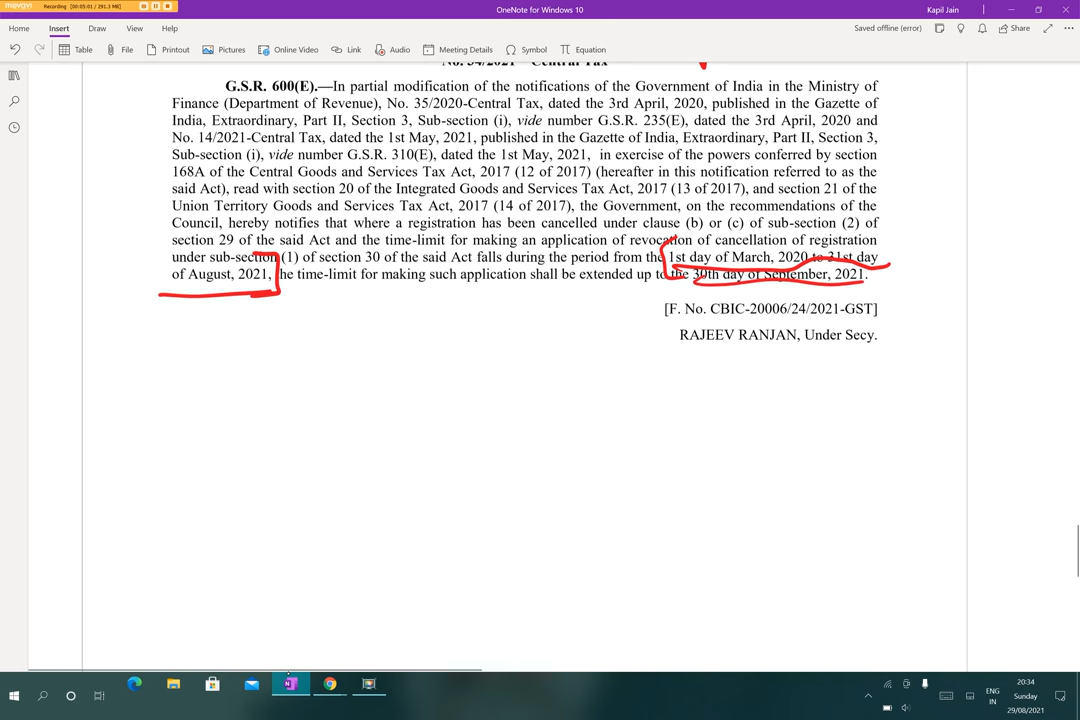 movavi
Recording [00:05:01 | 291.3 MB]
OneNote for Windows 10
Kapil Jain
Home Insert Draw View Help
Saved offline (error)
Share
Table File Printout Pictures Online Video Link Audio Meeting Details Symbol Equation
No. 34/2021 – Central Tax
G.S.R. 600(E).—In partial modification of the notifications of the Government of India in the Ministry of
Finance (Department of Revenue), No. 35/2020-Central Tax, dated the 3rd April, 2020, published in the Gazette of
India, Extraordinary, Part II, Section 3, Sub-section (i), vide number G.S.R. 235(E), dated the 3rd April, 2020 and
No. 14/2021-Central Tax, dated the 1st May, 2021, published in the Gazette of India, Extraordinary, Part II, Section 3,
Sub-section (i), vide number G.S.R. 310(E), dated the 1st May, 2021, in exercise of the powers conferred by section
168A of the Central Goods and Services Tax Act, 2017 (12 of 2017) (hereafter in this notification referred to as the
said Act), read with section 20 of the Integrated Goods and Services Tax Act, 2017 (13 of 2017), and section 21 of the
Union Territory Goods and Services Tax Act, 2017 (14 of 2017), the Government, on the recommendations of the
Council, hereby notifies that where a registration has been cancelled under clause (b) or (c) of sub-section (2) of
section 29 of the said Act and the time-limit for making an application of revocation of cancellation of registration
under sub-section (1) of section 30 of the said Act falls during the period from the 1st day of March, 2020 to 31st day
of August, 2021, the time-limit for making such application shall be extended up to the 30th day of September, 2021.
[F. No. CBIC-20006/24/2021-GST]
RAJEEV RANJAN, Under Secy.
ENG
IN
20:34
Sunday
29/08/2021